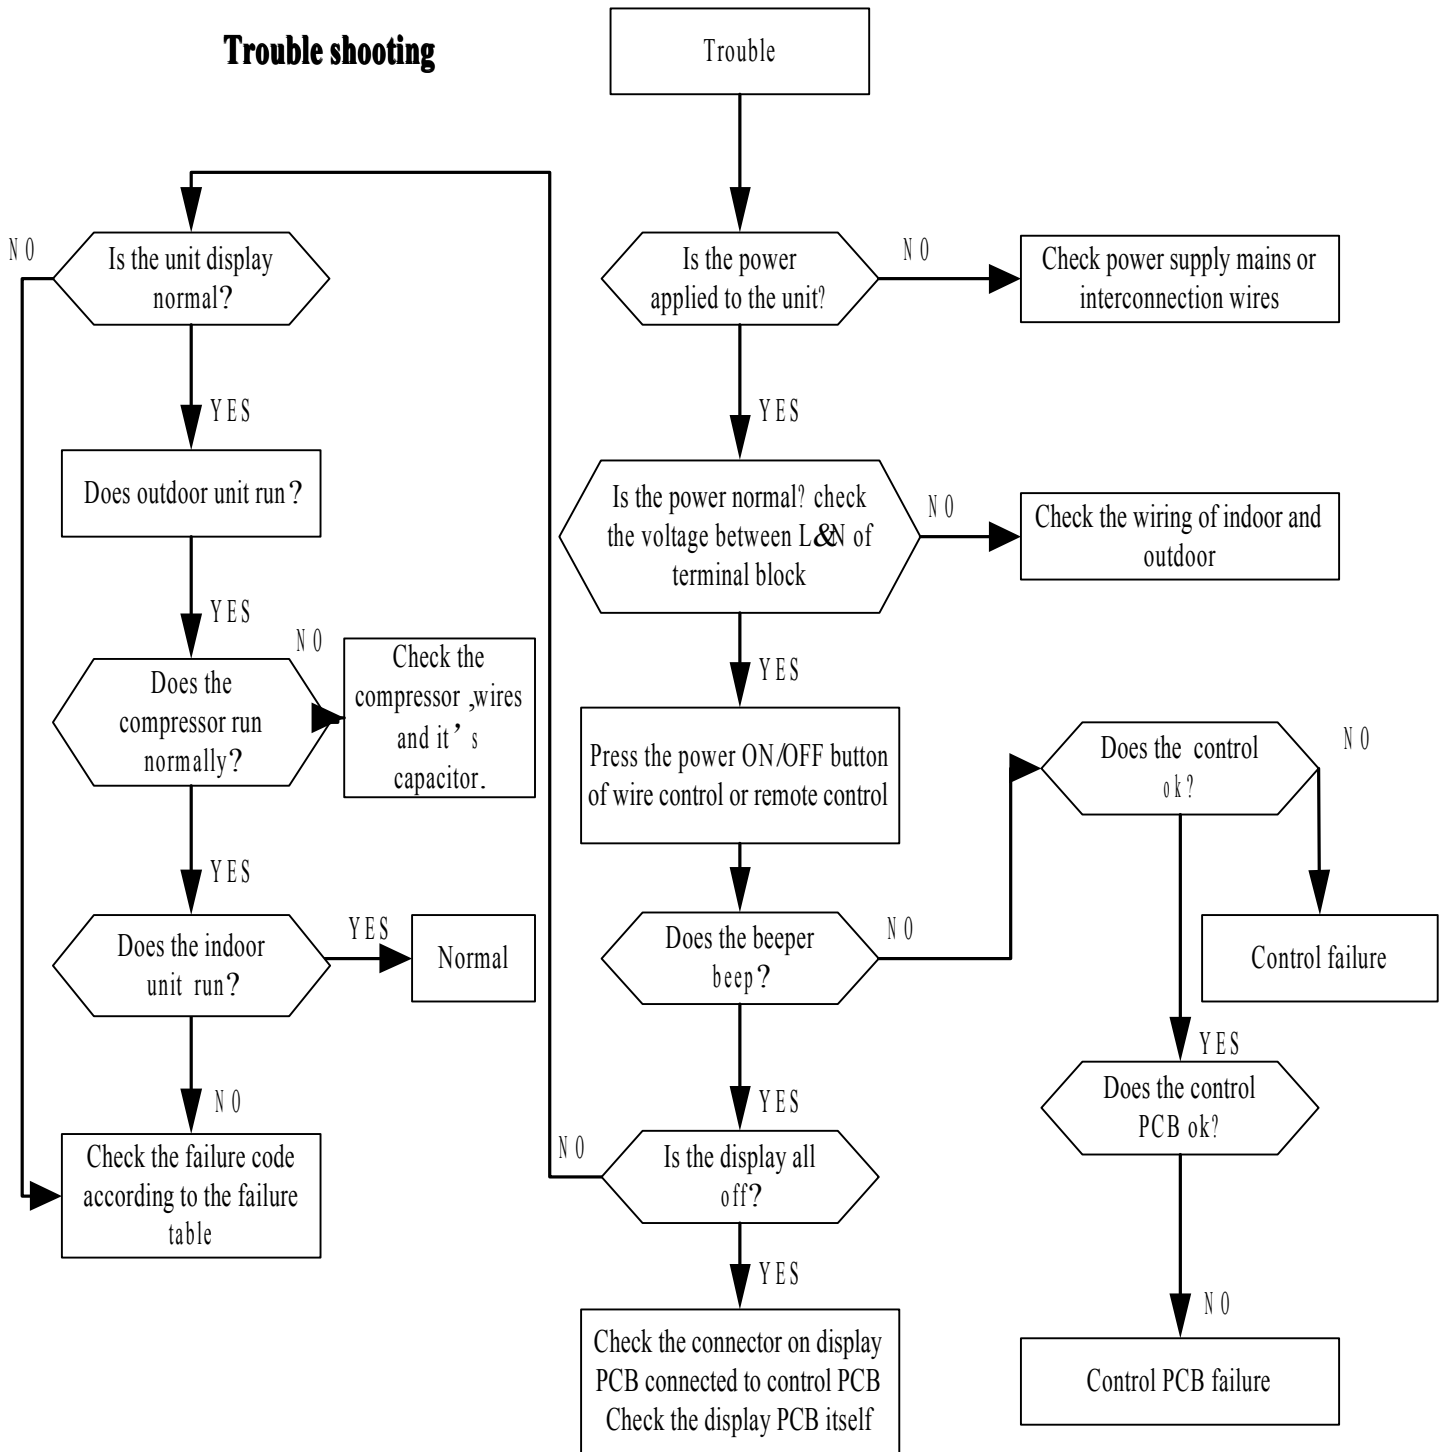 Trouble shooting
Trouble
NO
Is the unit display
normal?
Is the power
applied to the unit?
NO
Check power supply mains or
interconnection wires
YES
YES
Does outdoor unit run?
Is the power normal? check
the voltage between L&N of
terminal block
NO
Check the wiring of indoor and
outdoor
YES
NO
Does the
compressor run
normally?
Check the
compressor ,wires
and it's
capacitor.
YES
Press the power ON/OFF button
of wire control or remote control
Does the control
ok?
NO
YES
Does the indoor
unit run?
YES
Normal
Does the beeper
beep?
NO
Control failure
YES
Does the control
PCB ok?
NO
YES
Check the failure code
according to the failure
table
NO
Is the display all
off?
YES
NO
Check the connector on display
PCB connected to control PCB
Check the display PCB itself
Control PCB failure